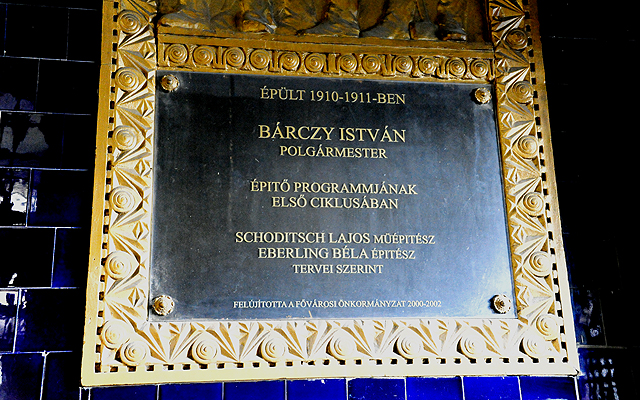 ÉPÜLT 1910-1911-BEN
BÁRCZY ISTVÁN
POLGÁRMESTER
ÉPITŐ PROGRAMMJÁNAK
ELSŐ CIKLUSÁBAN
SCHODITSCH LAJOS MŰÉPITÉSZ
EBERLING BÉLA ÉPITÉSZ
TERVEI SZERINT
FELÚJÍTOTTA A FŐVÁROSI ÖNKORMÁNYZAT 2000-2002